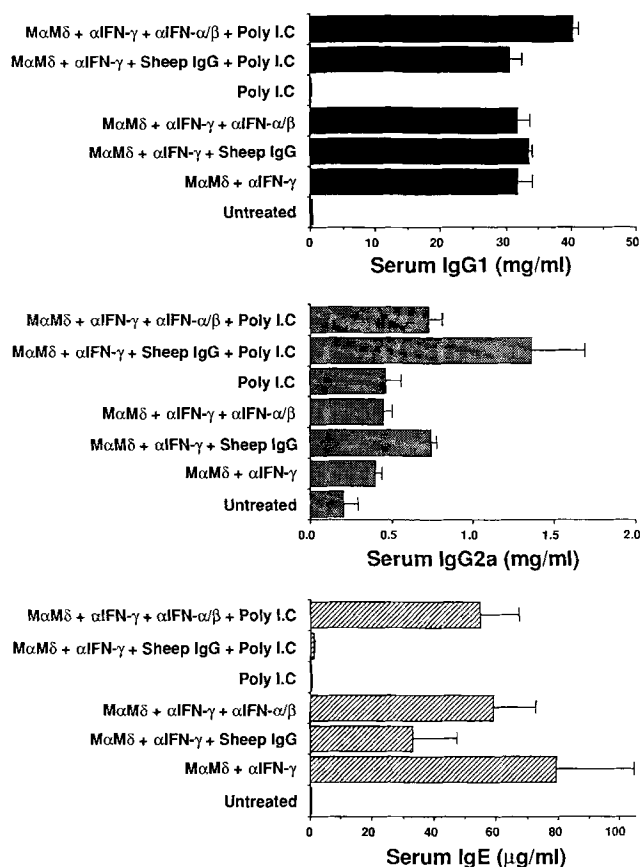 MαMδ + αIFN-γ + αIFN-α/β + Poly I.C
MαMδ + αIFN-γ + Sheep IgG + Poly I.C
Poly I.C
MαMδ + αIFN-γ + αIFN-α/β
MαMδ + αIFN-γ + Sheep IgG
MαMδ + αIFN-γ
Untreated
0 10 20 30 40 50
Serum IgG1 (mg/ml)
MαMδ + αIFN-γ + αIFN-α/β + Poly I.C
MαMδ + αIFN-γ + Sheep IgG + Poly I.C
Poly I.C
MαMδ + αIFN-γ + αIFN-α/β
MαMδ + αIFN-γ + Sheep IgG
MαMδ + αIFN-γ
Untreated
0.0 0.5 1.0 1.5 2.0
Serum IgG2a (mg/ml)
MαMδ + αIFN-γ + αIFN-α/β + Poly I.C
MαMδ + αIFN-γ + Sheep IgG + Poly I.C
Poly I.C
MαMδ + αIFN-γ + αIFN-α/β
MαMδ + αIFN-γ + Sheep IgG
MαMδ + αIFN-γ
Untreated
0 20 40 60 80 100
Serum IgE (μg/ml)